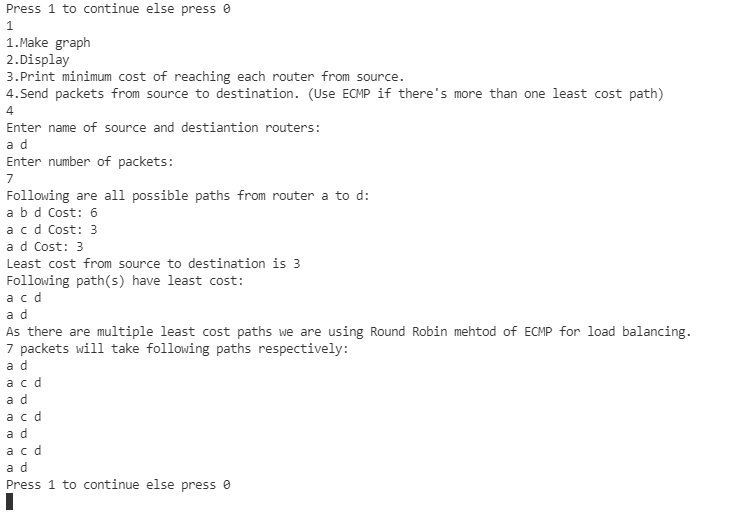 Press 1 to continue else press 0
1
1.Make graph
2.Display
3.Print minimum cost of reaching each router from source.
4.Send packets from source to destination. (Use ECMP if there's more than one least cost path)
4
Enter name of source and destiantion routers:
a d
Enter number of packets:
7
Following are all possible paths from router a to d:
a b d Cost: 6
a c d Cost: 3
a d Cost: 3
Least cost from source to destination is 3
Following path(s) have least cost:
a c d
a d
As there are multiple least cost paths we are using Round Robin mehtod of ECMP for load balancing.
7 packets will take following paths respectively:
a d
a c d
a d
a c d
a d
a c d
a d
Press 1 to continue else press 0